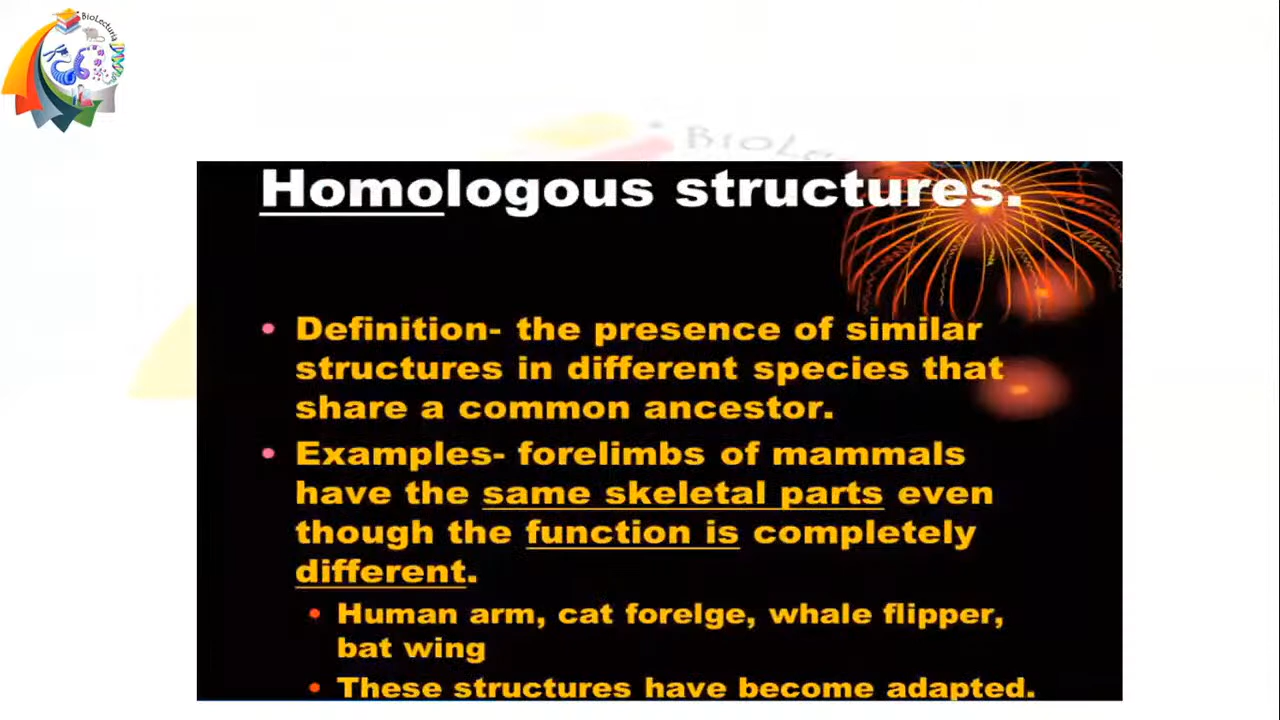 BioLecturia
BioLe
Homologous structures.
• Definition- the presence of similar
structures in different species that
share a common ancestor.
• Examples- forelimbs of mammals
have the same skeletal parts even
though the function is completely
different.
• Human arm, cat forelge, whale flipper,
bat wing
• These structures have become adapted.